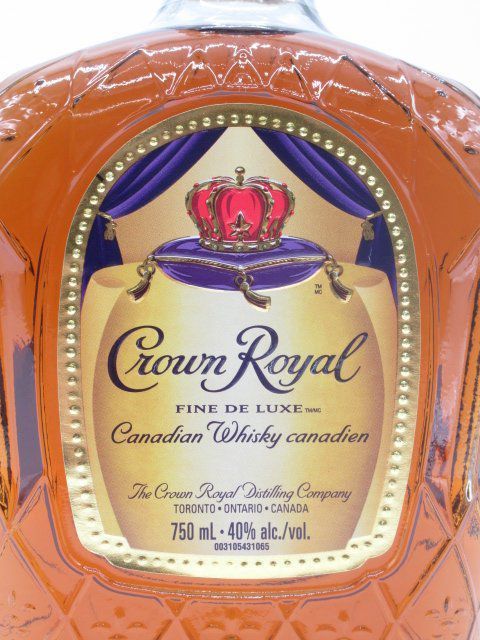 TM
MC
Crown Royal
FINE DE LUXE TM/MC
Canadian Whisky canadien
The Crown Royal Distilling Company
TORONTO • ONTARIO • CANADA
750 mL • 40% alc./vol.
003105431065